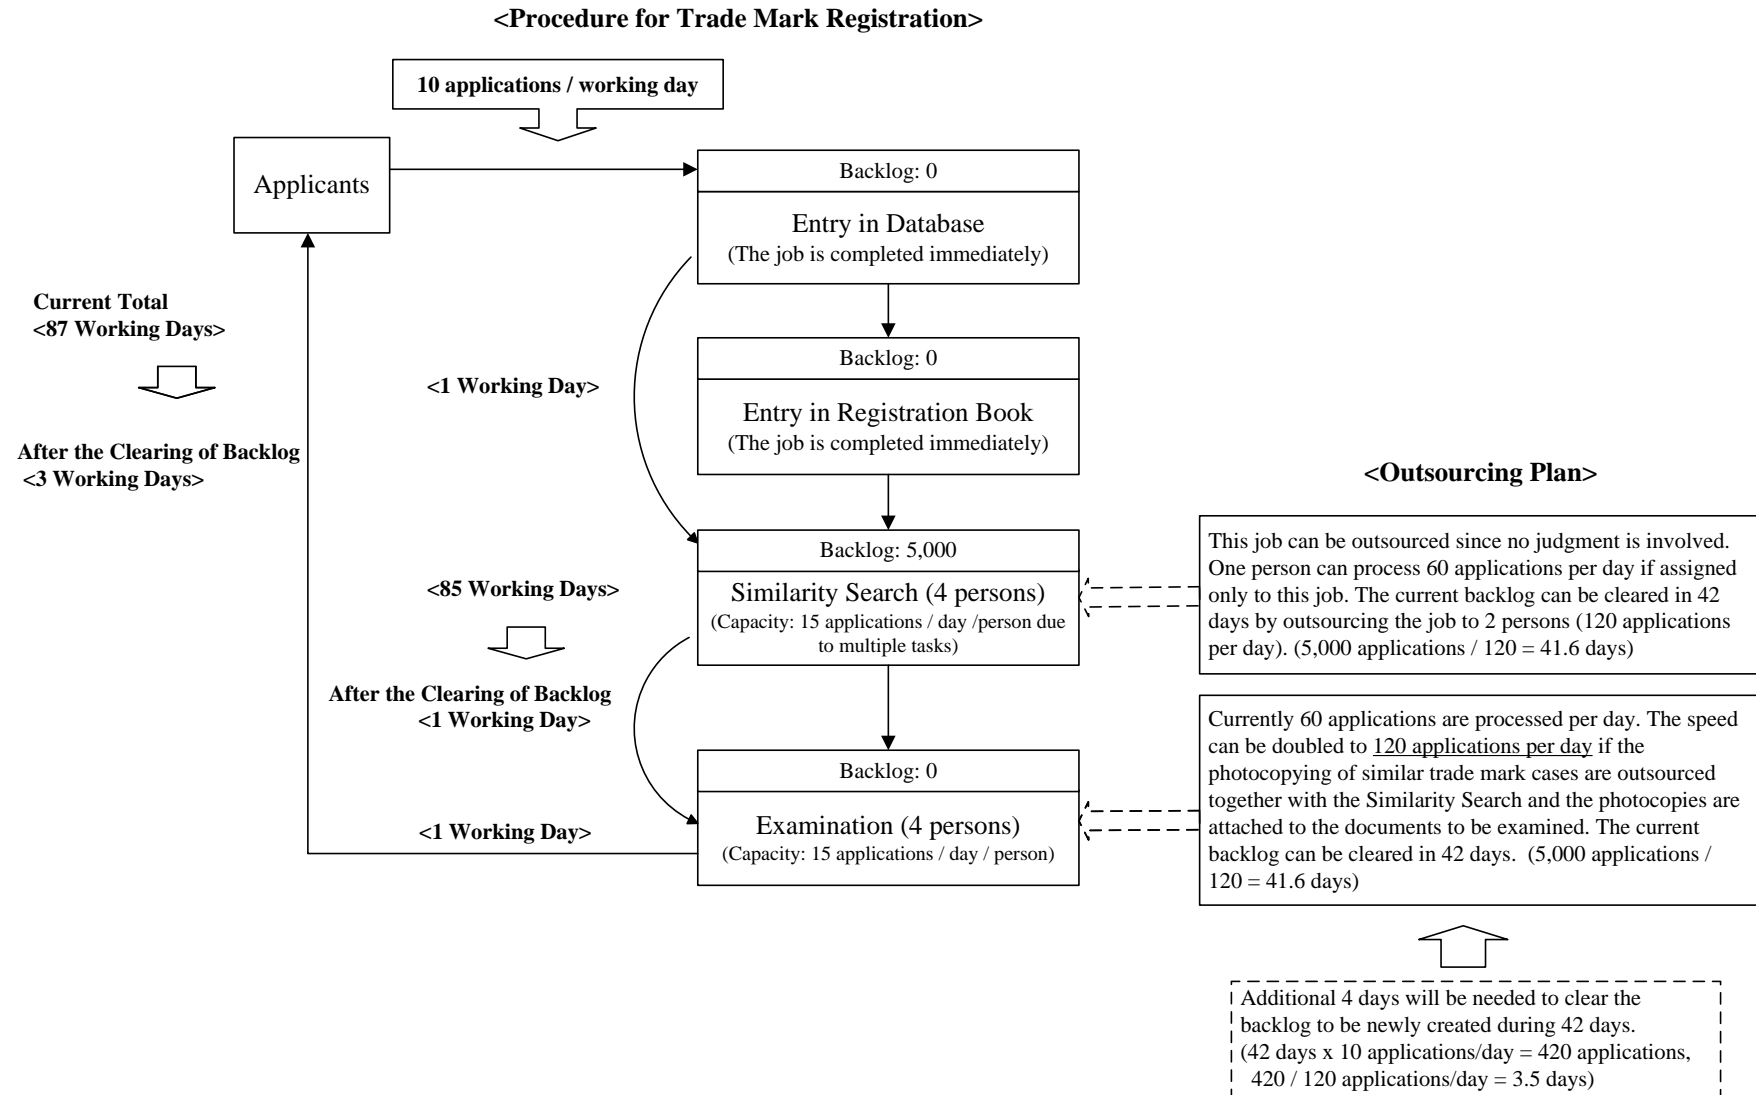 <Procedure for Trade Mark Registration>
10 applications / working day
Applicants
Backlog: 0
Entry in Database
(The job is completed immediately)
Current Total
<87 Working Days>
After the Clearing of Backlog
<3 Working Days>
<1 Working Day>
Backlog: 0
Entry in Registration Book
(The job is completed immediately)
<85 Working Days>
After the Clearing of Backlog
<1 Working Day>
Backlog: 5,000
Similarity Search (4 persons)
(Capacity: 15 applications / day /person due
to multiple tasks)
<1 Working Day>
Backlog: 0
Examination (4 persons)
(Capacity: 15 applications / day / person)
<Outsourcing Plan>
This job can be outsourced since no judgment is involved.
One person can process 60 applications per day if assigned
only to this job. The current backlog can be cleared in 42
days by outsourcing the job to 2 persons (120 applications
per day). (5,000 applications / 120 = 41.6 days)
Currently 60 applications are processed per day. The speed
can be doubled to 120 applications per day if the
photocopying of similar trade mark cases are outsourced
together with the Similarity Search and the photocopies are
attached to the documents to be examined. The current
backlog can be cleared in 42 days. (5,000 applications /
120 = 41.6 days)
Additional 4 days will be needed to clear the
backlog to be newly created during 42 days.
(42 days x 10 applications/day = 420 applications,
420 / 120 applications/day = 3.5 days)